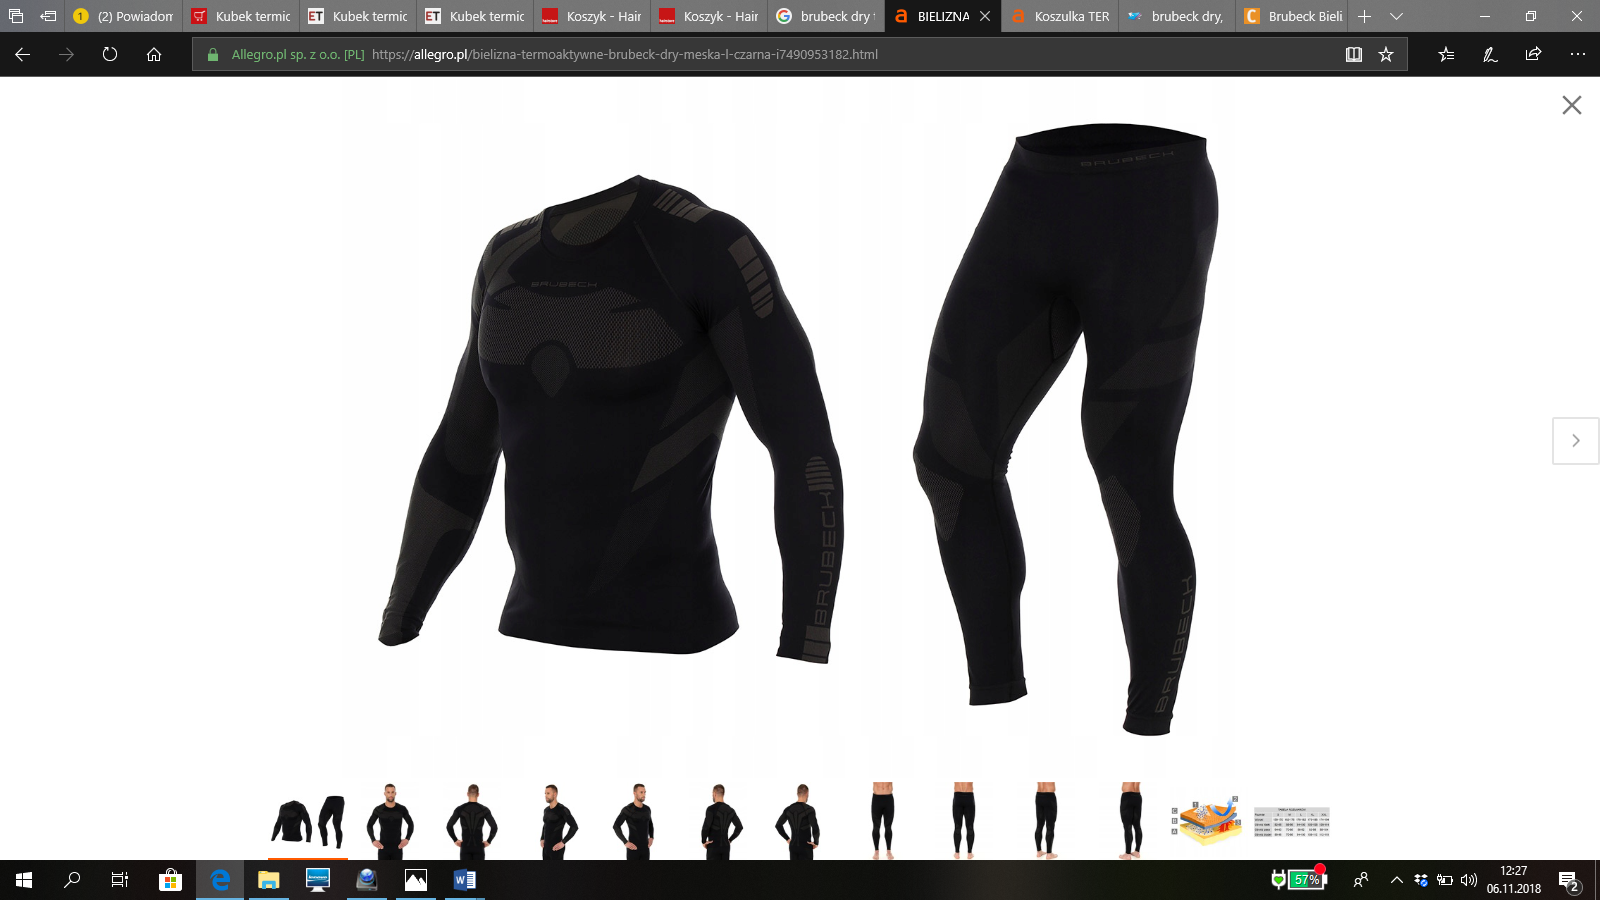 (2) Powiadom
Kubek termic
Kubek termic
Kubek termic
Koszyk - Hair
Koszyk - Hair
brubeck dry t
BIELIZNA
Koszulka TER
brubeck dry,
Brubeck Bieli
Allegro.pl sp. z o.o. [PL] https://allegro.pl/bielizna-termoaktywne-brubeck-dry-meska-l-czarna-i7490953182.html
BRUBECK
BRUBECK
BRUBECK
BRUBECK
57%
12:27
06.11.2018
2